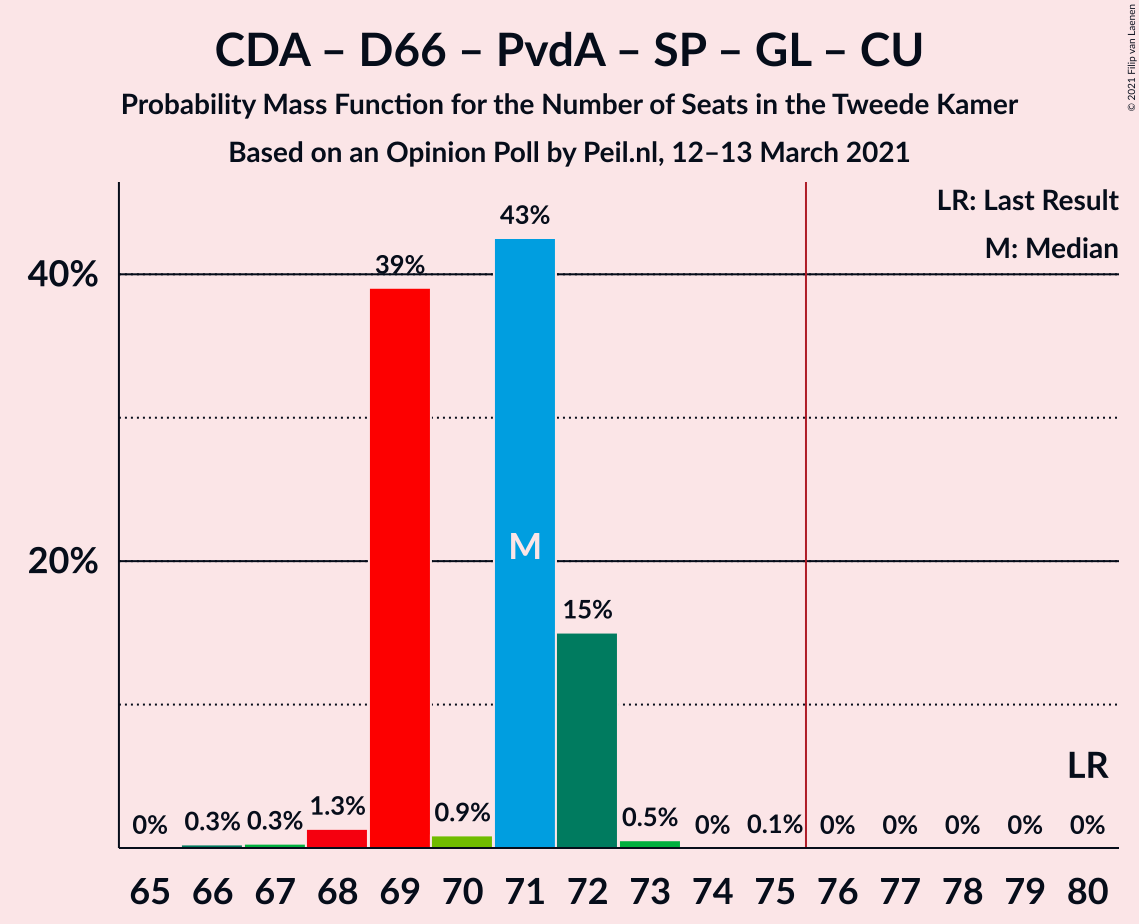 CDA – D66 – PvdA – SP – GL – CU
Probability Mass Function for the Number of Seats in the Tweede Kamer
Based on an Opinion Poll by Peil.nl, 12–13 March 2021
© 2021 Filip van Laenen
LR: Last Result
M: Median
43%
39%
40%
M
20%
15%
LR
0% 0.3% 0.3% 1.3% 0.9% 0.5% 0% 0.1% 0% 0% 0% 0% 0%
65 66 67 68 69 70 71 72 73 74 75 76 77 78 79 80